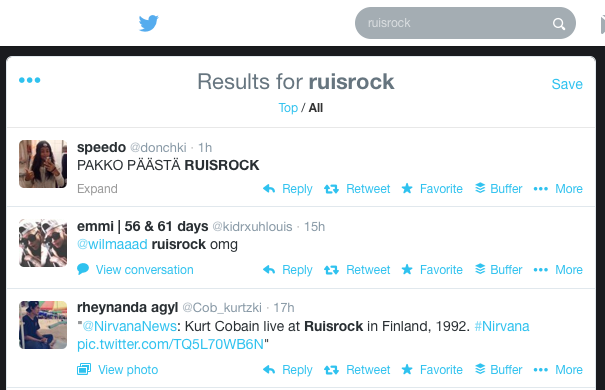 ruisrock
Results for ruisrock
Save
Top / All
speedo @donchki · 1h
PAKKO PÄÄSTÄ RUISROCK
Expand Reply Retweet Favorite Buffer More
emmi | 56 & 61 days @kidrxuhlouis · 15h
@wilmaaad ruisrock omg
View conversation Reply Retweet Favorite Buffer More
rheynanda agyl @Cob_kurtzki · 17h
"@NirvanaNews: Kurt Cobain live at Ruisrock in Finland, 1992. #Nirvana
pic.twitter.com/TQ5L70WB6N"
View photo Reply Retweet Favorite Buffer More